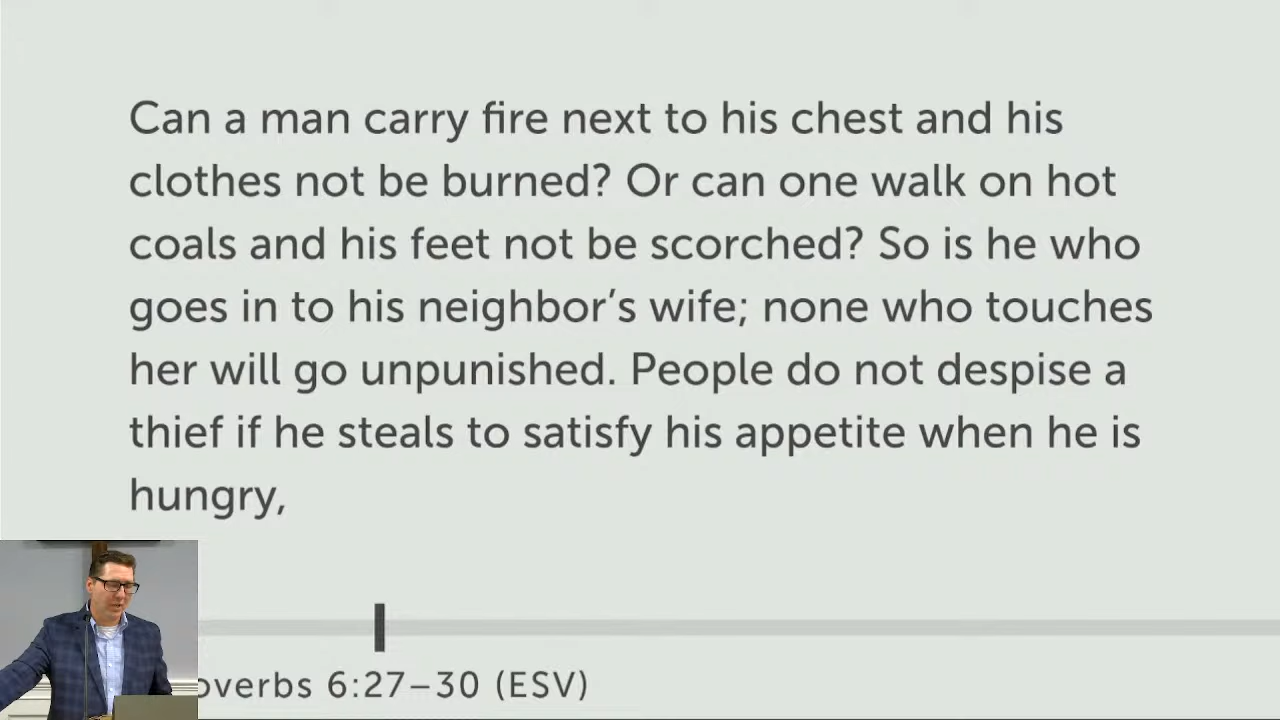 Can a man carry fire next to his chest and his
clothes not be burned? Or can one walk on hot
coals and his feet not be scorched? So is he who
goes in to his neighbor’s wife; none who touches
her will go unpunished. People do not despise a
thief if he steals to satisfy his appetite when he is
hungry,
overbs 6:27–30 (ESV)